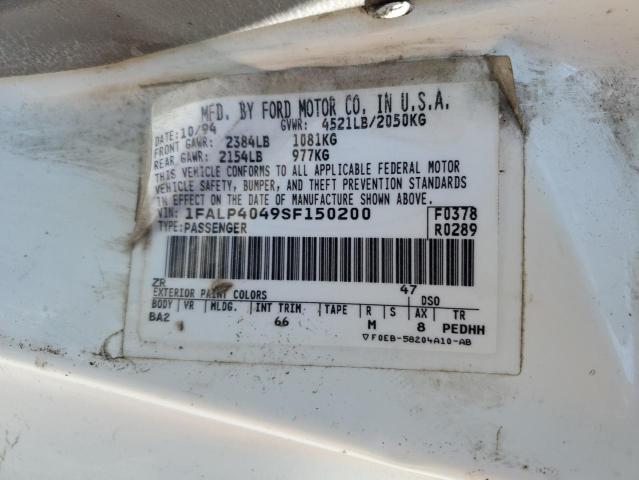 MFD. BY FORD MOTOR CO. IN U.S.A.
DATE: 10/94 GVWR: 4521LB/2050KG
FRONT GAWR: 2384LB 1081KG
REAR GAWR: 2154LB 977KG
THIS VEHICLE CONFORMS TO ALL APPLICABLE FEDERAL MOTOR
VEHICLE SAFETY, BUMPER, AND THEFT PREVENTION STANDARDS
IN EFFECT ON THE DATE OF MANUFACTURE SHOWN ABOVE.
VIN: 1FALP4049SF150200 F0378
TYPE: PASSENGER R0289
ZR 47
EXTERIOR PAINT COLORS DSO
BODY VR MLDG. INT TRIM TAPE R S AX TR
BA2 66 M 8 PEDHH
▽F0EB-58204A10-AB